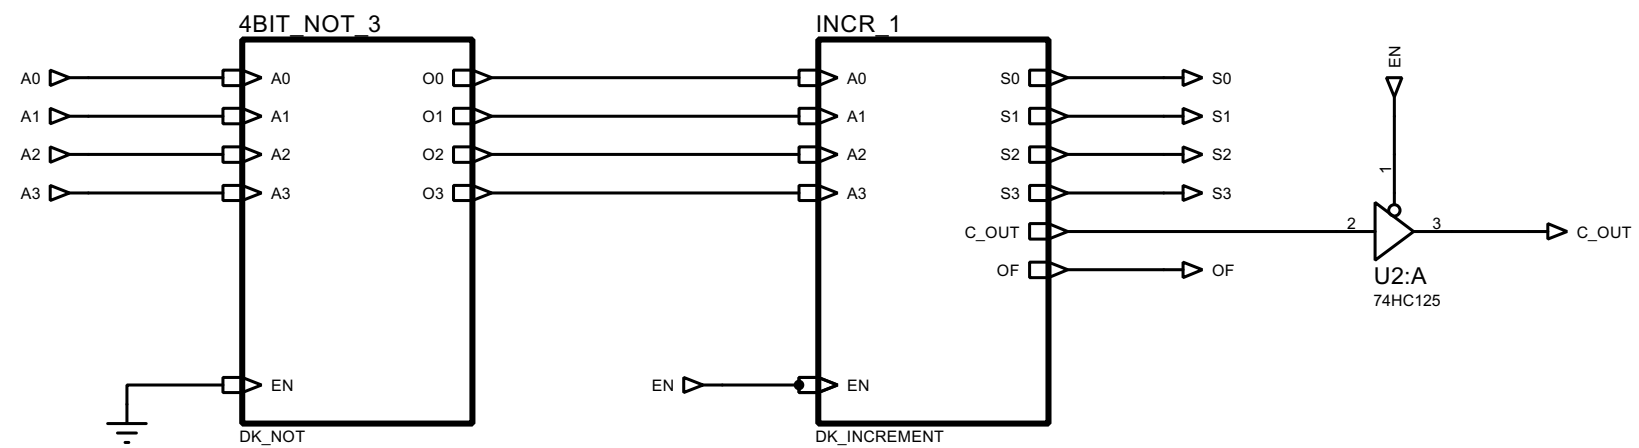 4BIT_NOT_3
INCR_1
EN
A0 A0 O0 A0 S0 S0
A1 A1 O1 A1 S1 S1
A2 A2 O2 A2 S2 S2
1
A3 A3 O3 A3 S3 S3
C_OUT 2 3 C_OUT
OF OF
U2:A
74HC125
EN EN EN
DK_NOT
DK_INCREMENT